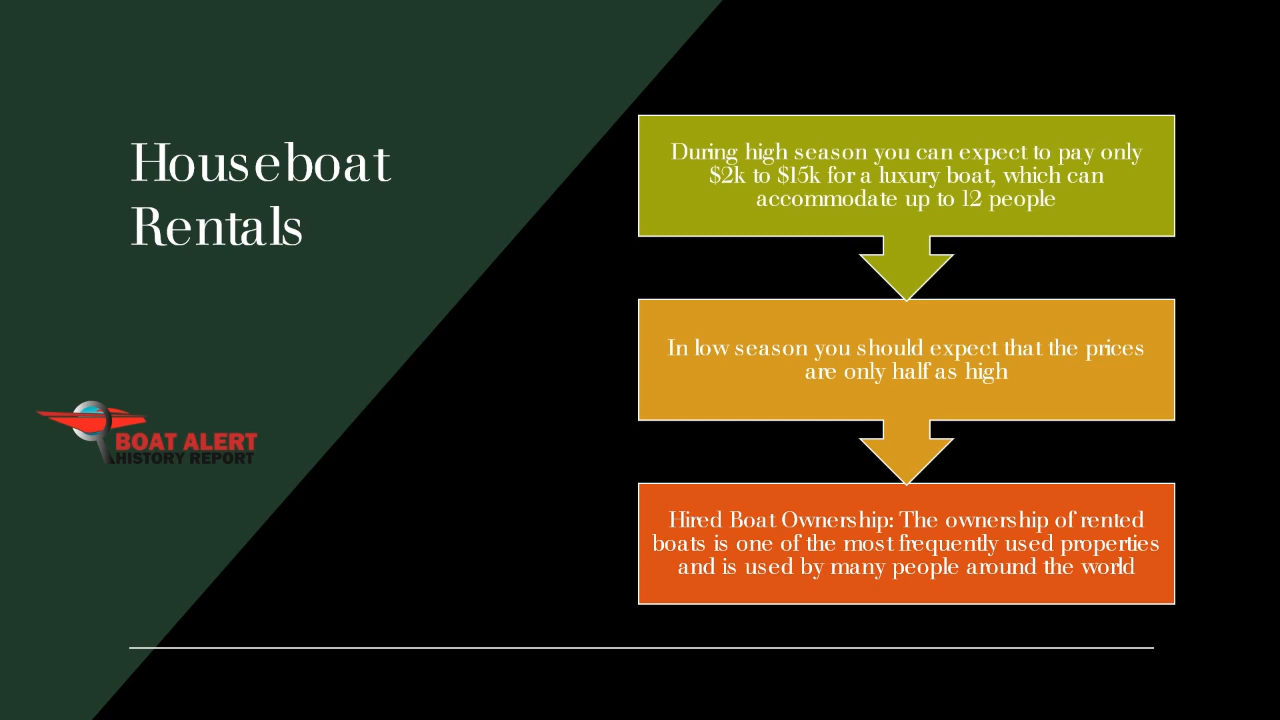 Houseboat
Rentals
BOAT ALERT
HISTORY REPORT
During high season you can expect to pay only
$2k to $15k for a luxury boat, which can
accommodate up to 12 people
In low season you should expect that the prices
are only half as high
Hired Boat Ownership: The ownership of rented
boats is one of the most frequently used properties
and is used by many people around the world